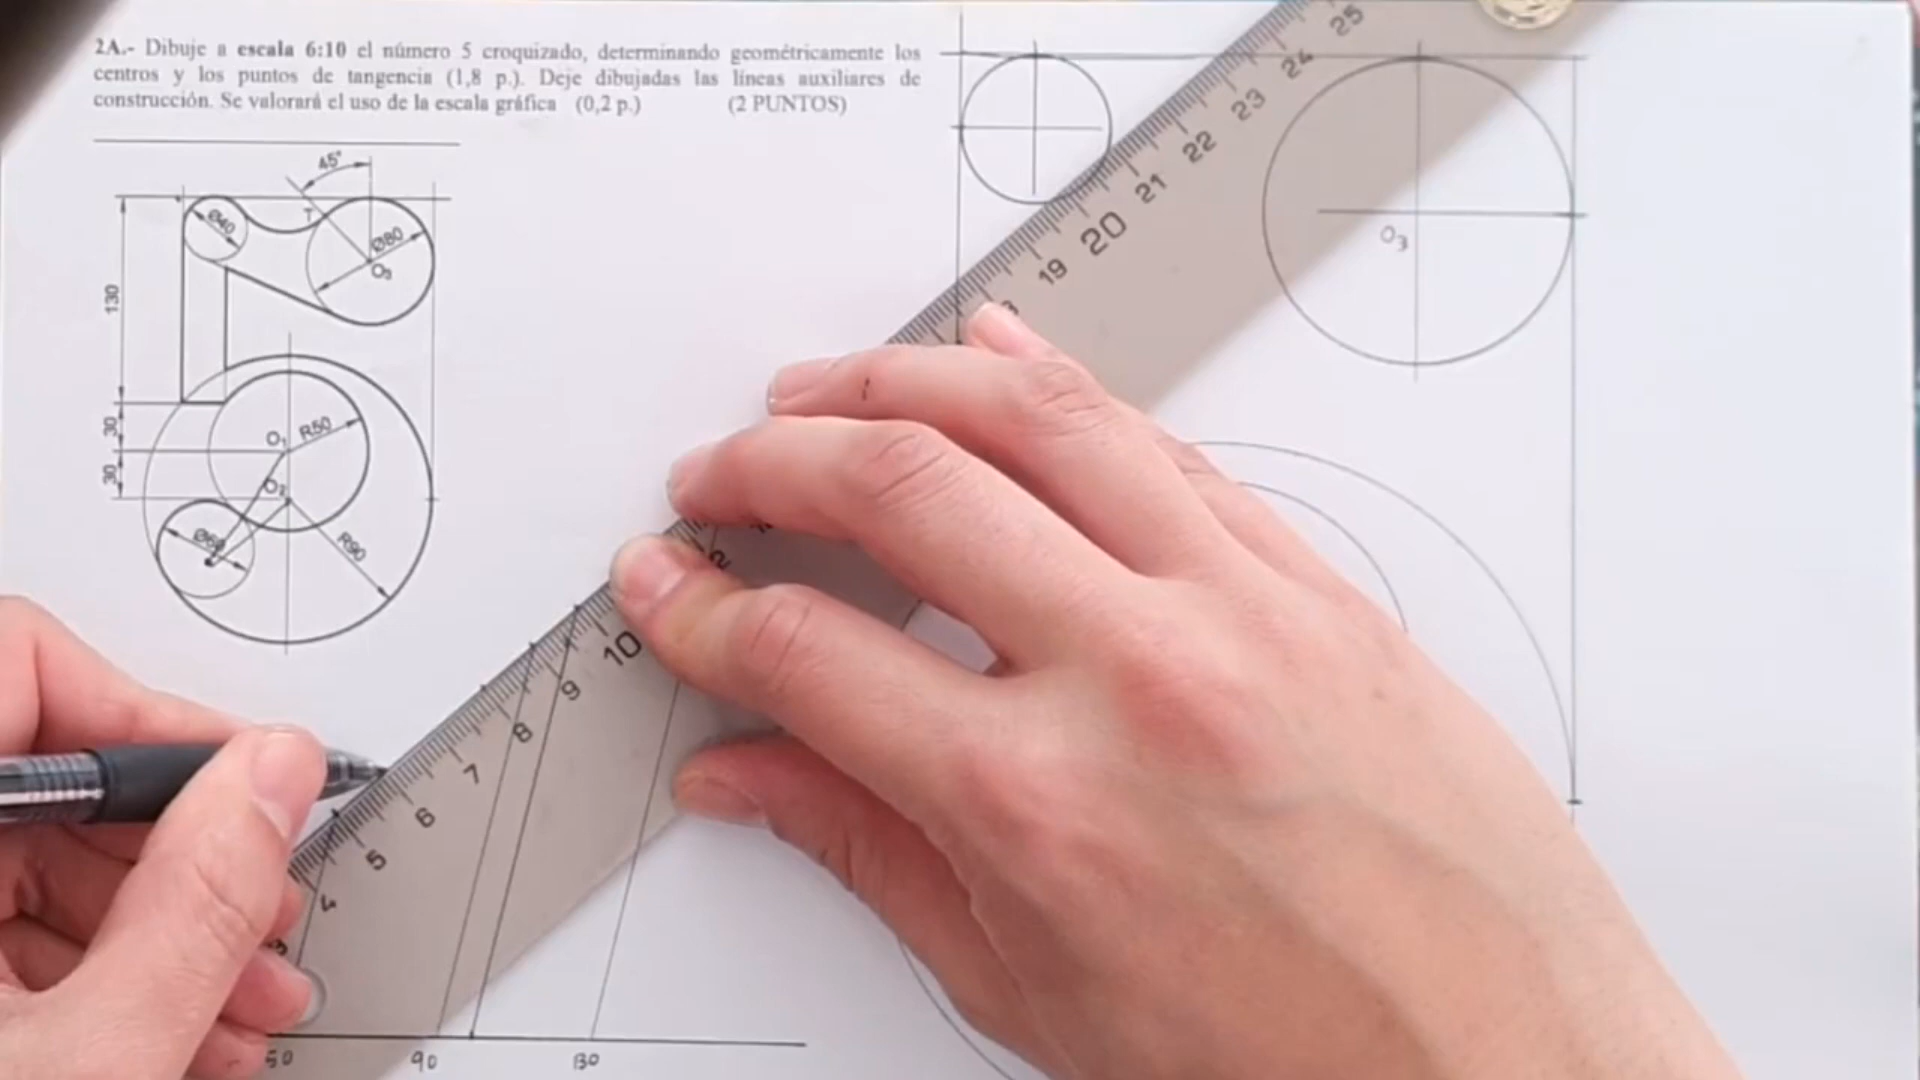 2A.- Dibuje a escala 6:10 el número 5 croquizado, determinando geométricamente los
centros y los puntos de tangencia (1,8 p.). Deje dibujadas las líneas auxiliares de
construcción. Se valorará el uso de la escala gráfica (0,2 p.) (2 PUNTOS)
45°
T
Ø40
Ø80
O3
130
30
30
O1
R50
O2
R90
O3
25
24
23
22
21
20
19
10
9
8
7
6
5
4
3
50
90
130